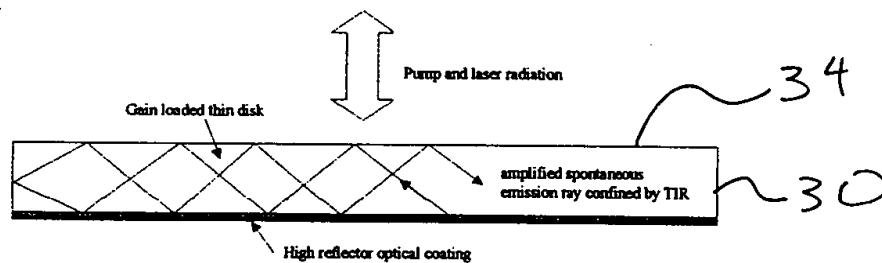 Pump and laser radiation
34
Gain loaded thin disk
amplified spontaneous
emission ray confined by TIR
30
High reflector optical coating